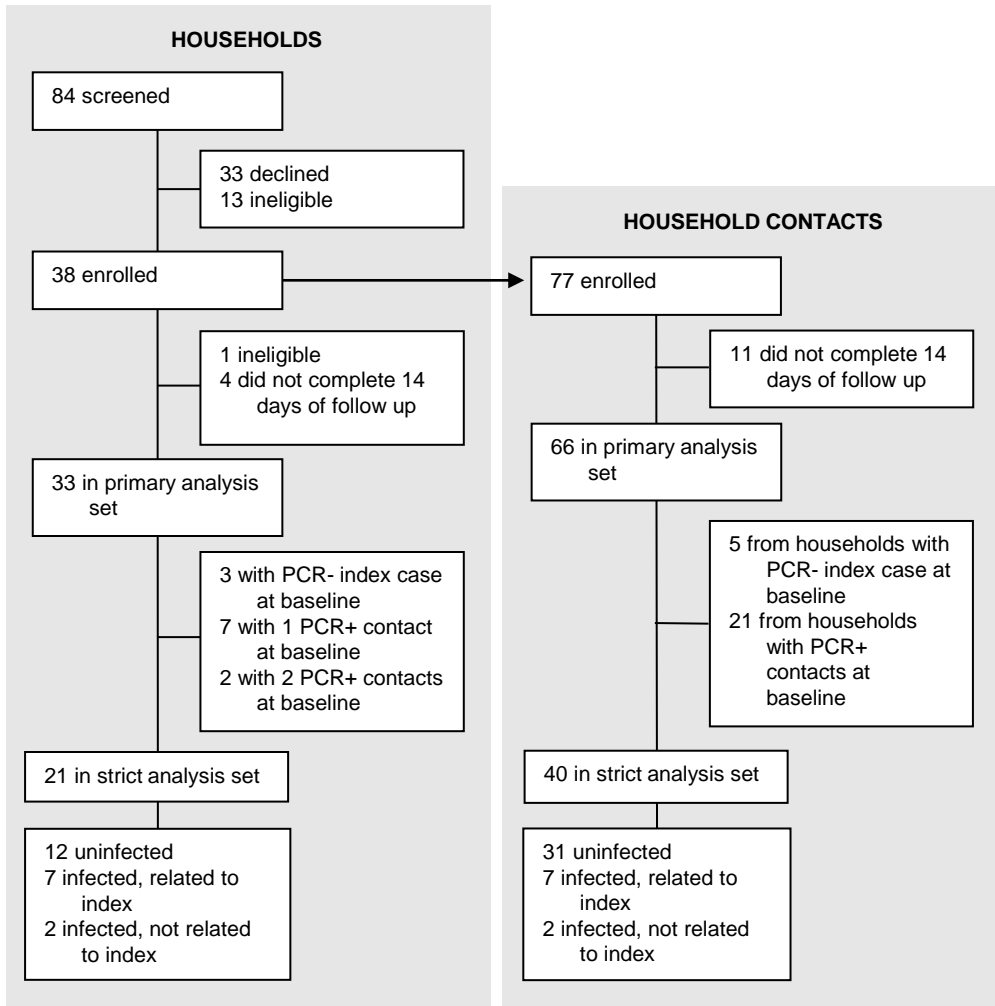 HOUSEHOLDS
84 screened
33 declined
13 ineligible
38 enrolled
1 ineligible
4 did not complete 14
days of follow up
33 in primary analysis
set
3 with PCR- index case
at baseline
7 with 1 PCR+ contact
at baseline
2 with 2 PCR+ contacts
at baseline
21 in strict analysis set
12 uninfected
7 infected, related to
index
2 infected, not related
to index
HOUSEHOLD CONTACTS
77 enrolled
11 did not complete 14
days of follow up
66 in primary analysis
set
5 from households with
PCR- index case at
baseline
21 from households
with PCR+
contacts at
baseline
40 in strict analysis set
31 uninfected
7 infected, related to
index
2 infected, not related to
index